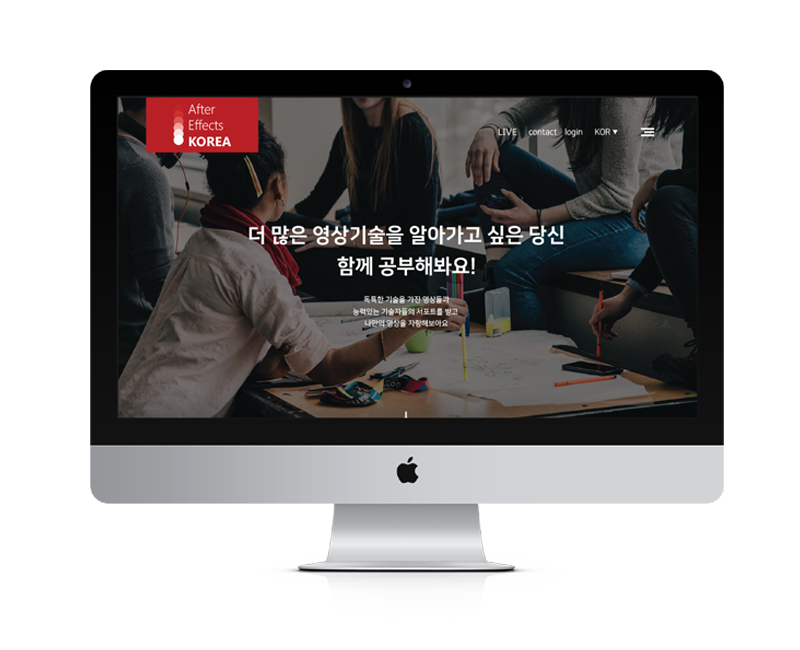 After
Effects
KOREA
LIVE contact login KOR ▼
더 많은 영상기술을 알아가고 싶은 당신
함께 공부해봐요!
독특한 기술을 가진 영상들과
능력있는 기술자들의 서포트를 받고
나만의 영상을 자랑해보아요